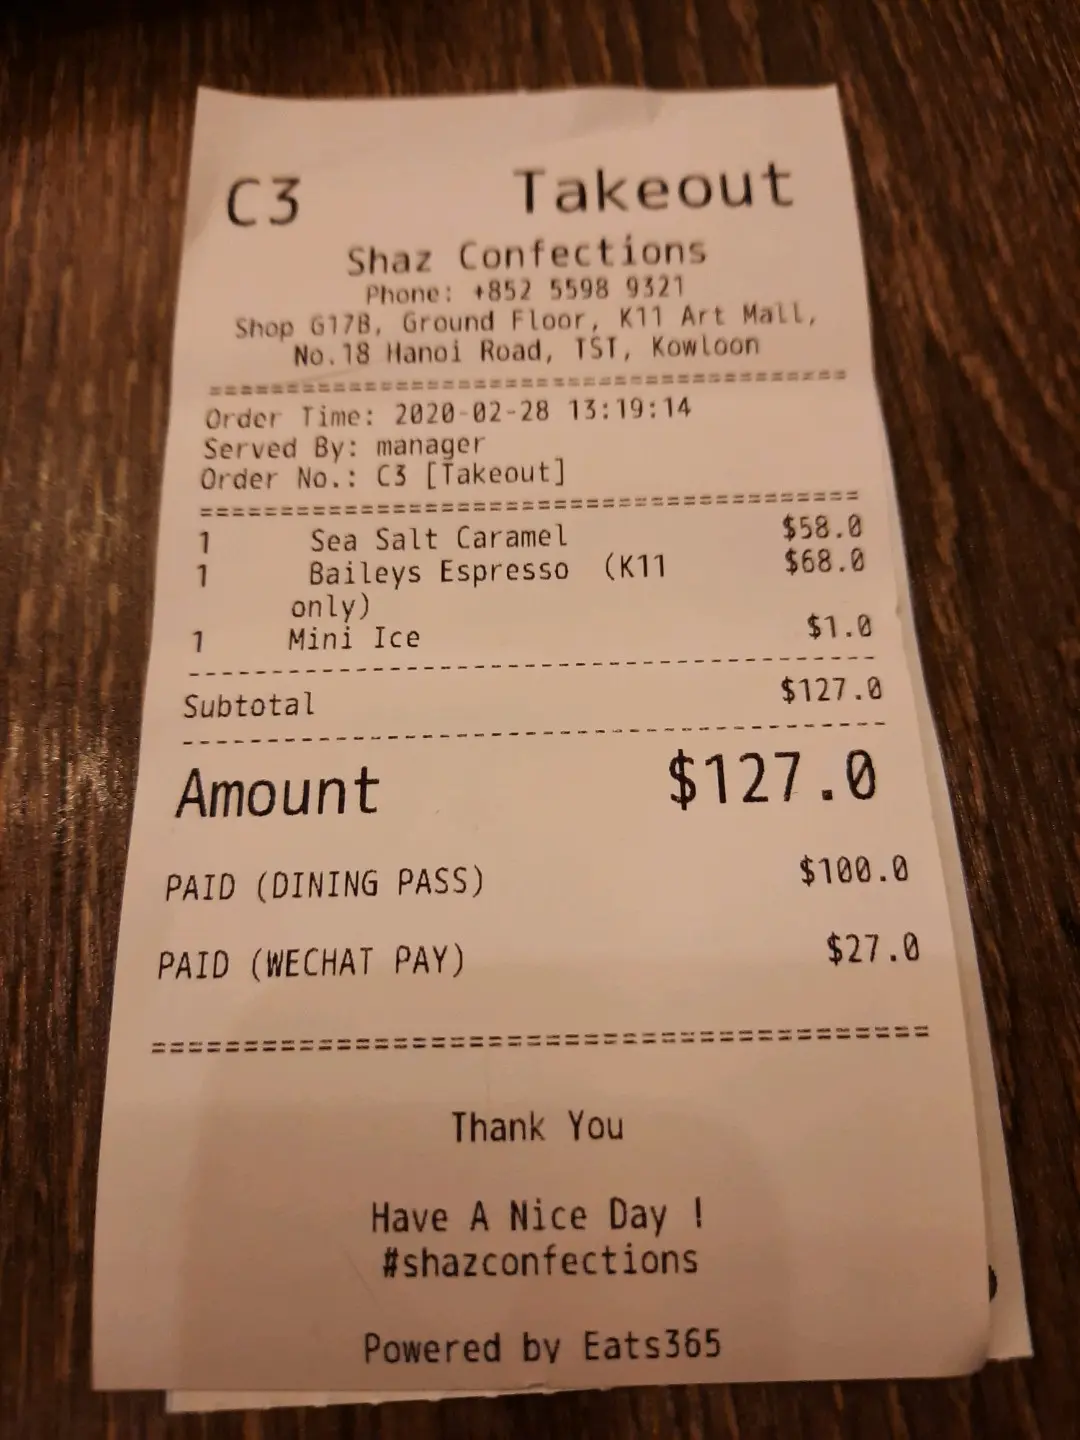 C3 Takeout
Shaz Confections
Phone: +852 5598 9321
Shop G17B, Ground Floor, K11 Art Mall,
No.18 Hanoi Road, TST, Kowloon
==========================================
Order Time: 2020-02-28 13:19:14
Served By: manager
Order No.: C3 [Takeout]
==========================================
1 Sea Salt Caramel $58.0
1 Baileys Espresso (K11 $68.0
only)
1 Mini Ice $1.0
------------------------------------------
Subtotal $127.0
------------------------------------------
Amount $127.0
PAID (DINING PASS) $100.0
PAID (WECHAT PAY) $27.0
==========================================
Thank You
Have A Nice Day !
#shazconfections
Powered by Eats365